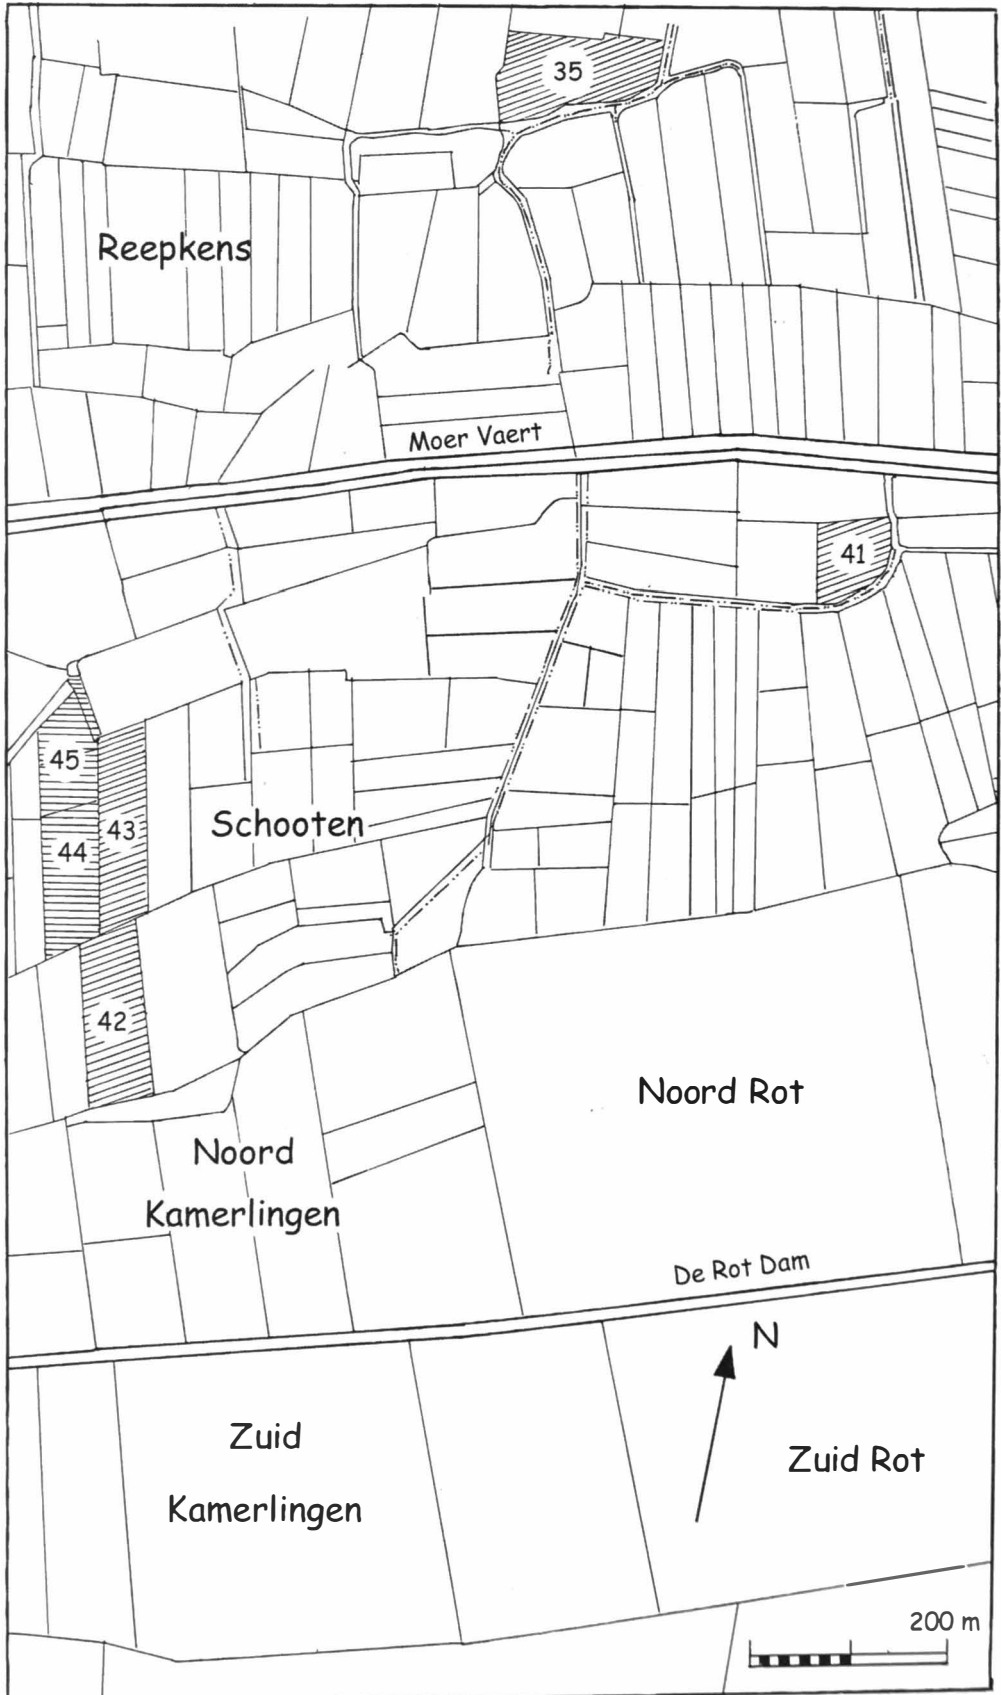 35
Reepkens
Moer Vaert
41
45
43
Schooten
44
42
Noord Rot
Noord
Kamerlingen
De Rot Dam
N
Zuid
Kamerlingen
Zuid Rot
200 m